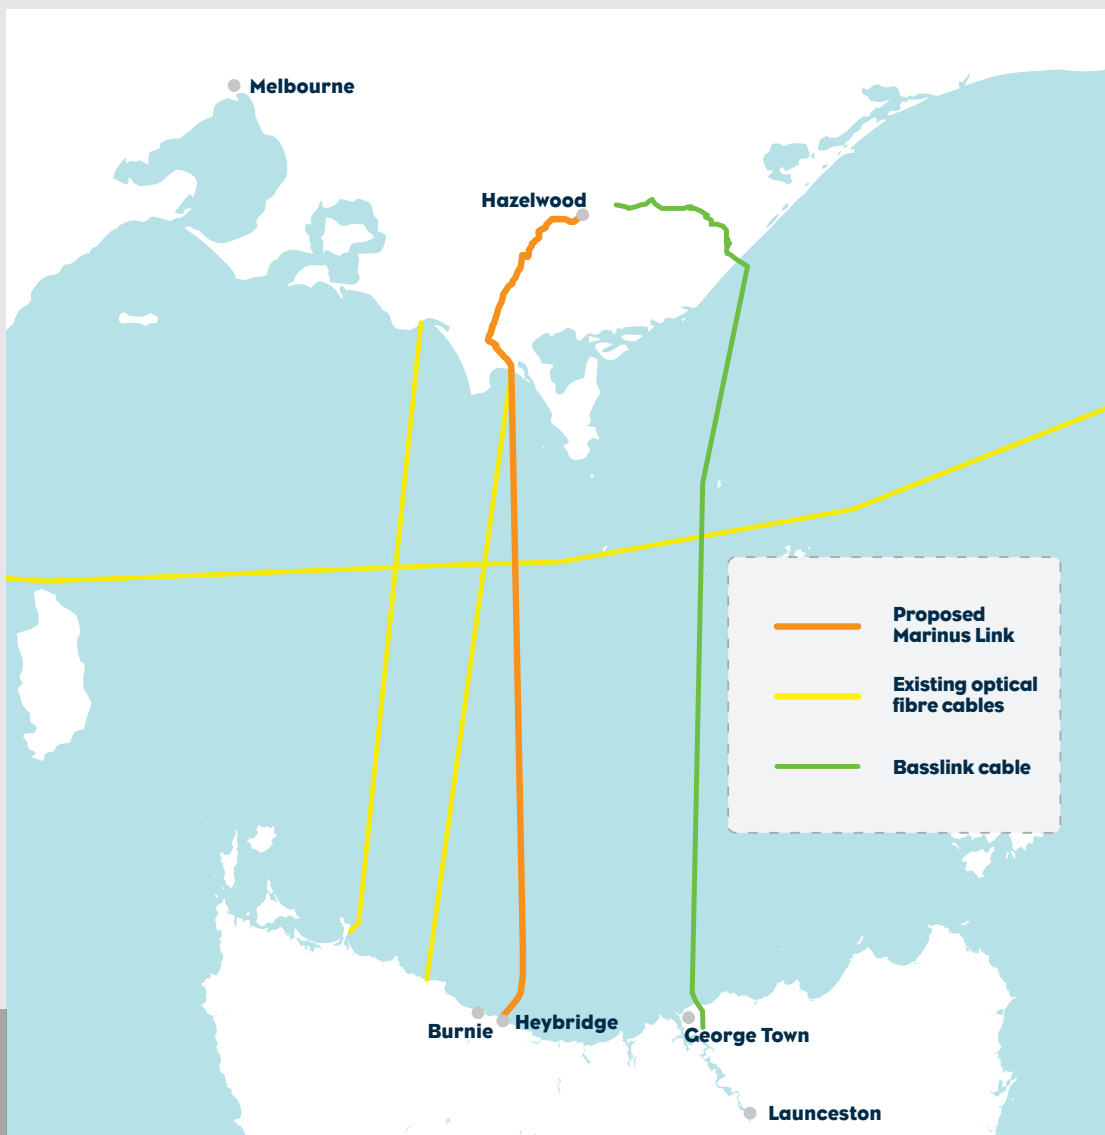 Melbourne
Hazelwood
Proposed
Marinus Link
Existing optical
fibre cables
Basslink cable
Heybridge
Burnie
George Town
Launceston